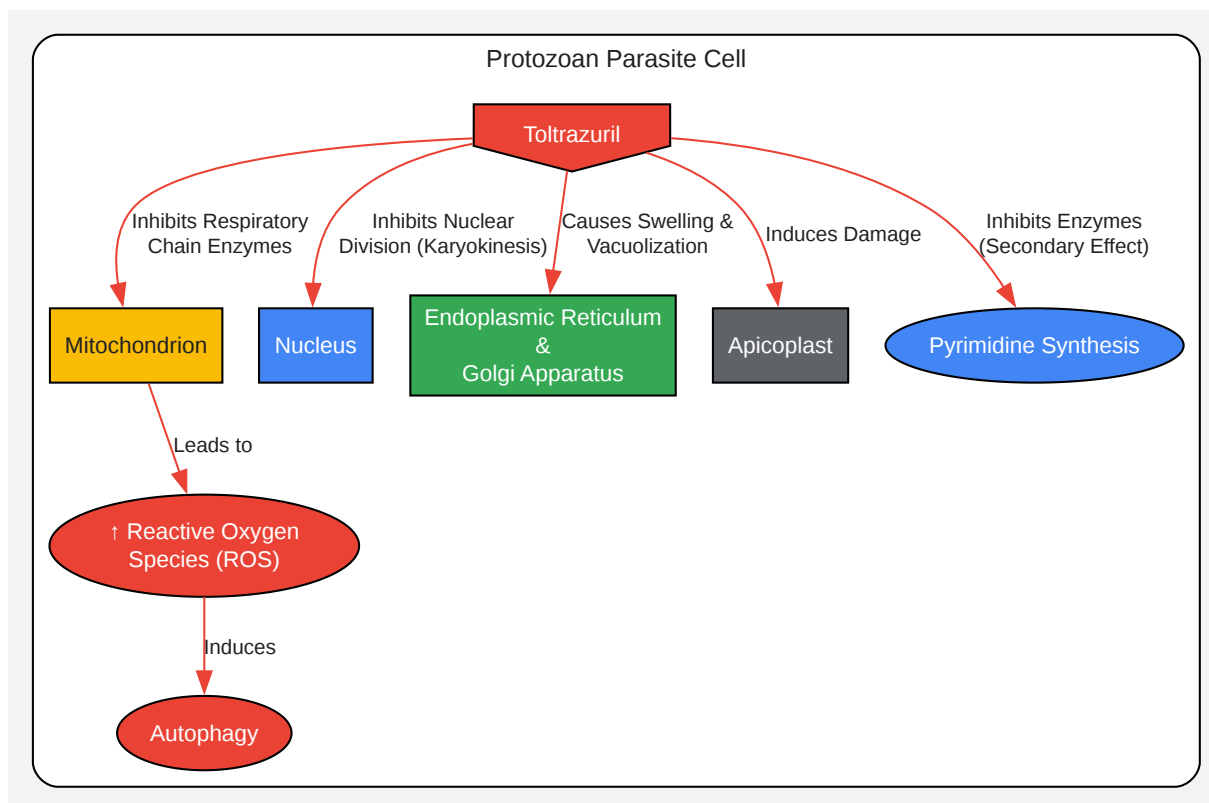 Protozoan Parasite Cell
Toltrazuril
Inhibits Respiratory
Chain Enzymes
Inhibits Nuclear
Division (Karyokinesis)
Causes Swelling &
Vacuolization
Induces Damage
Inhibits Enzymes
(Secondary Effect)
Mitochondrion
Nucleus
Endoplasmic Reticulum
&
Golgi Apparatus
Apicoplast
Pyrimidine Synthesis
Leads to
↑ Reactive Oxygen
Species (ROS)
Induces
Autophagy